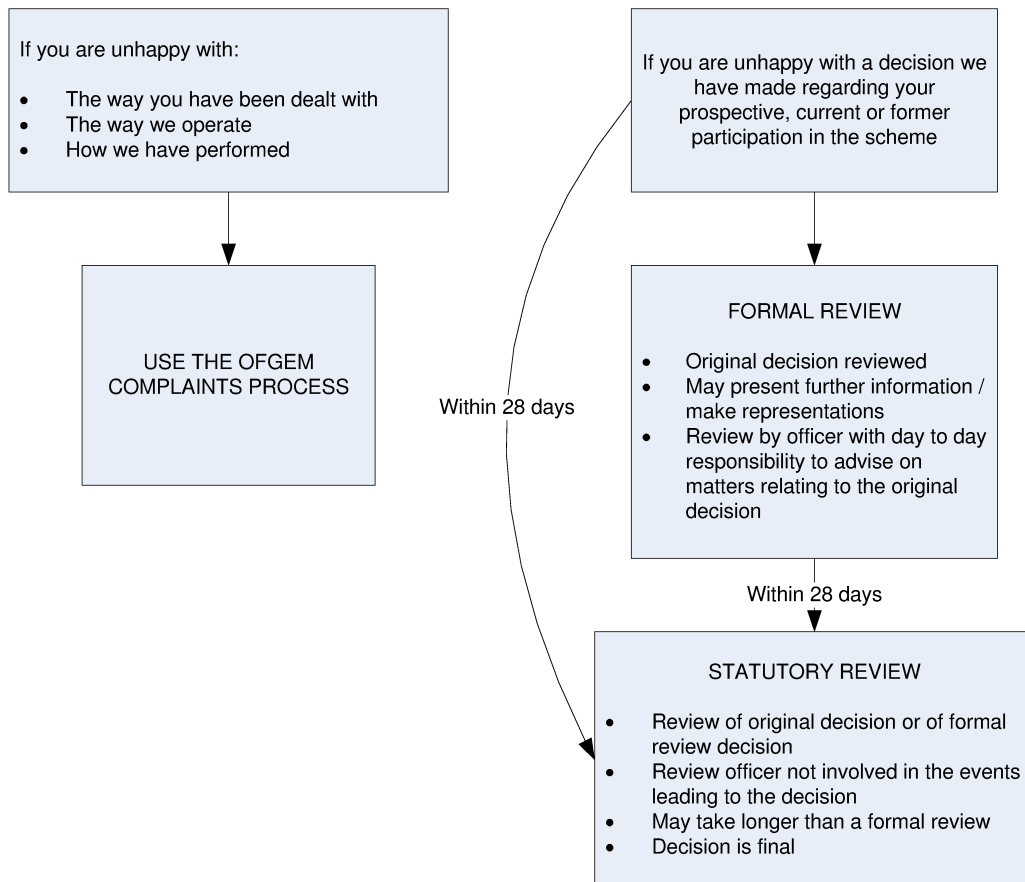 If you are unhappy with:
• The way you have been dealt with
• The way we operate
• How we have performed
USE THE OFGEM
COMPLAINTS PROCESS
If you are unhappy with a decision we
have made regarding your
prospective, current or former
participation in the scheme
Within 28 days
FORMAL REVIEW
• Original decision reviewed
• May present further information /
make representations
• Review by officer with day to day
responsibility to advise on
matters relating to the original
decision
Within 28 days
STATUTORY REVIEW
• Review of original decision or of formal
review decision
• Review officer not involved in the events
leading to the decision
• May take longer than a formal review
• Decision is final